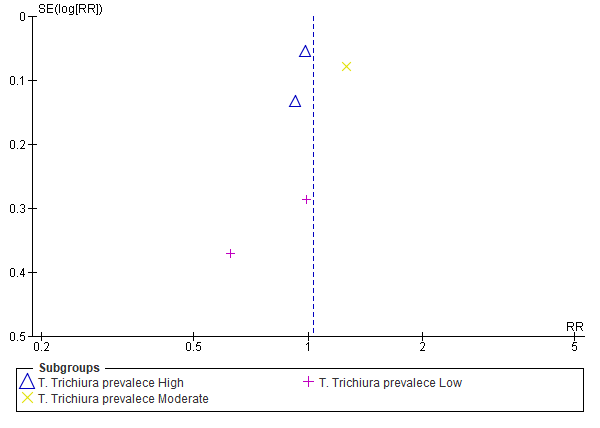 SE(log[RR])
0
0.1
0.2
0.3
0.4
0.5
RR
0.2 0.5 1 2 5
Subgroups
T. Trichiura prevalece High T. Trichiura prevalece Low
T. Trichiura prevalece Moderate